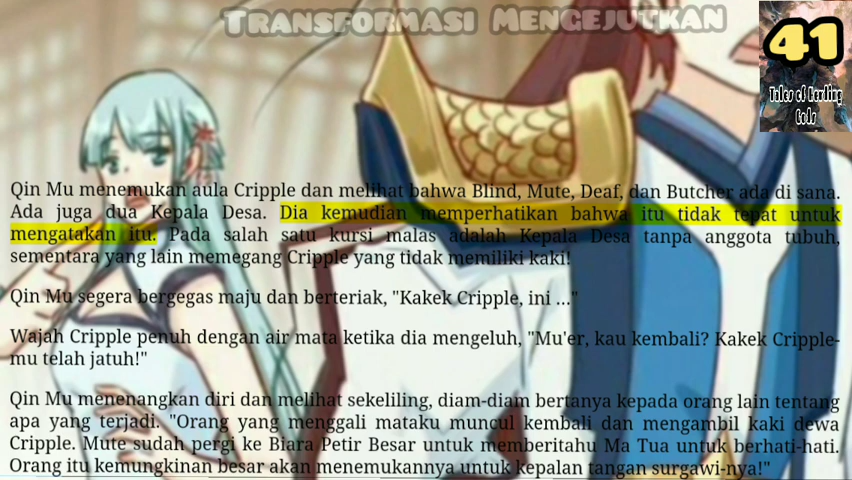 TRANSFORMASI MENGEJUTKAN
41
Tales of Herding
Gods
Qin Mu menemukan aula Cripple dan melihat bahwa Blind, Mute, Deaf, dan Butcher ada di sana.
Ada juga dua Kepala Desa. Dia kemudian memperhatikan bahwa itu tidak tepat untuk
mengatakan itu. Pada salah satu kursi malas adalah Kepala Desa tanpa anggota tubuh,
sementara yang lain memegang Cripple yang tidak memiliki kaki!
Qin Mu segera bergegas maju dan berteriak, "Kakek Cripple, ini ..."
Wajah Cripple penuh dengan air mata ketika dia mengeluh, "Mu'er, kau kembali? Kakek Cripple-
mu telah jatuh!"
Qin Mu menenangkan diri dan melihat sekeliling, diam-diam bertanya kepada orang lain tentang
apa yang terjadi. "Orang yang menggali mataku muncul kembali dan mengambil kaki dewa
Cripple. Mute sudah pergi ke Biara Petir Besar untuk memberitahu Ma Tua untuk berhati-hati.
Orang itu kemungkinan besar akan menemukannya untuk kepalan tangan surgawi-nya!"